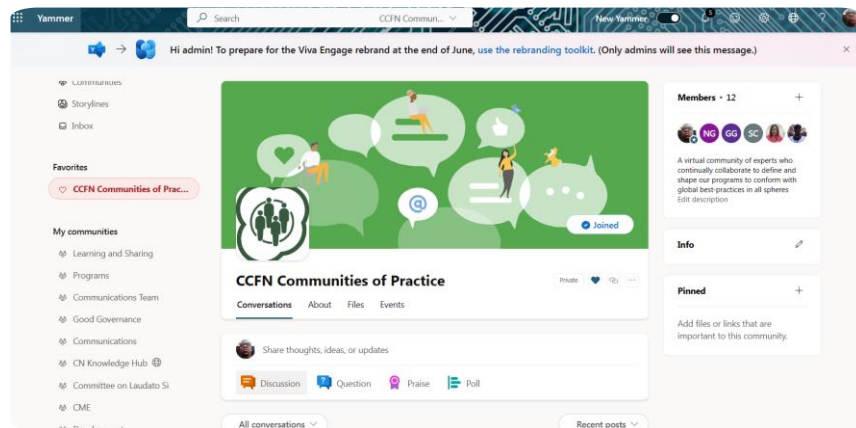 Yammer
Search
CCFN Commun...
New Yammer
5
?
Hi admin! To prepare for the Viva Engage rebrand at the end of June, use the rebranding toolkit. (Only admins will see this message.)
Communities
Storylines
Inbox
Favorites
CCFN Communities of Prac...
My communities
Learning and Sharing
Programs
Communications Team
Good Governance
Communications
CN Knowledge Hub
Committee on Laudato Si
CME
@
Joined
CCFN Communities of Practice
Private
Conversations About Files Events
Share thoughts, ideas, or updates
Discussion Question Praise Poll
All conversations
Recent posts
Members · 12
NG GG SC
A virtual community of experts who
continually collaborate to define and
shape our programs to conform with
global best-practices in all spheres
Edit description
Info
Pinned
Add files or links that are
important to this community.